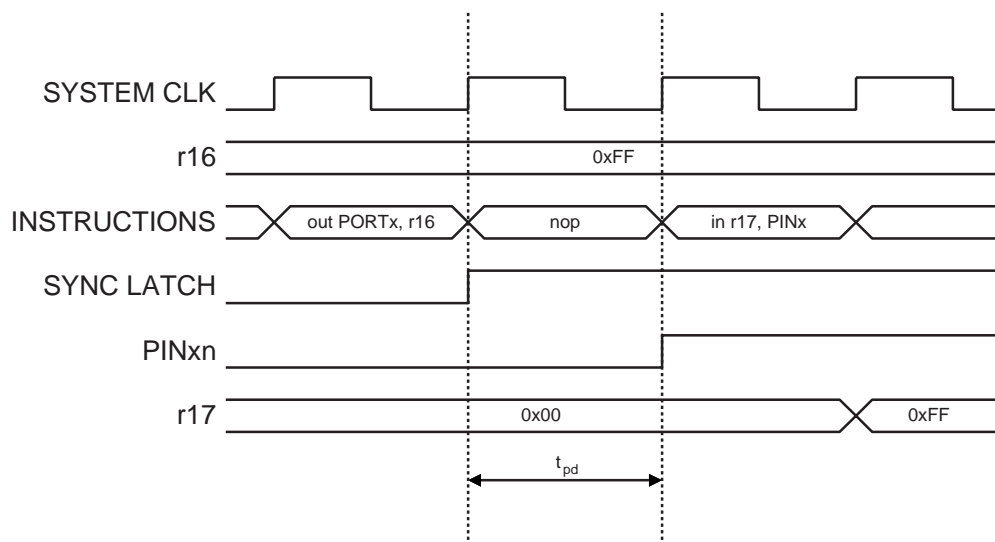 SYSTEM CLK
r16
0xFF
INSTRUCTIONS
out PORTx, r16
nop
in r17, PINx
SYNC LATCH
PINxn
r17
0x00
0xFF
tpd